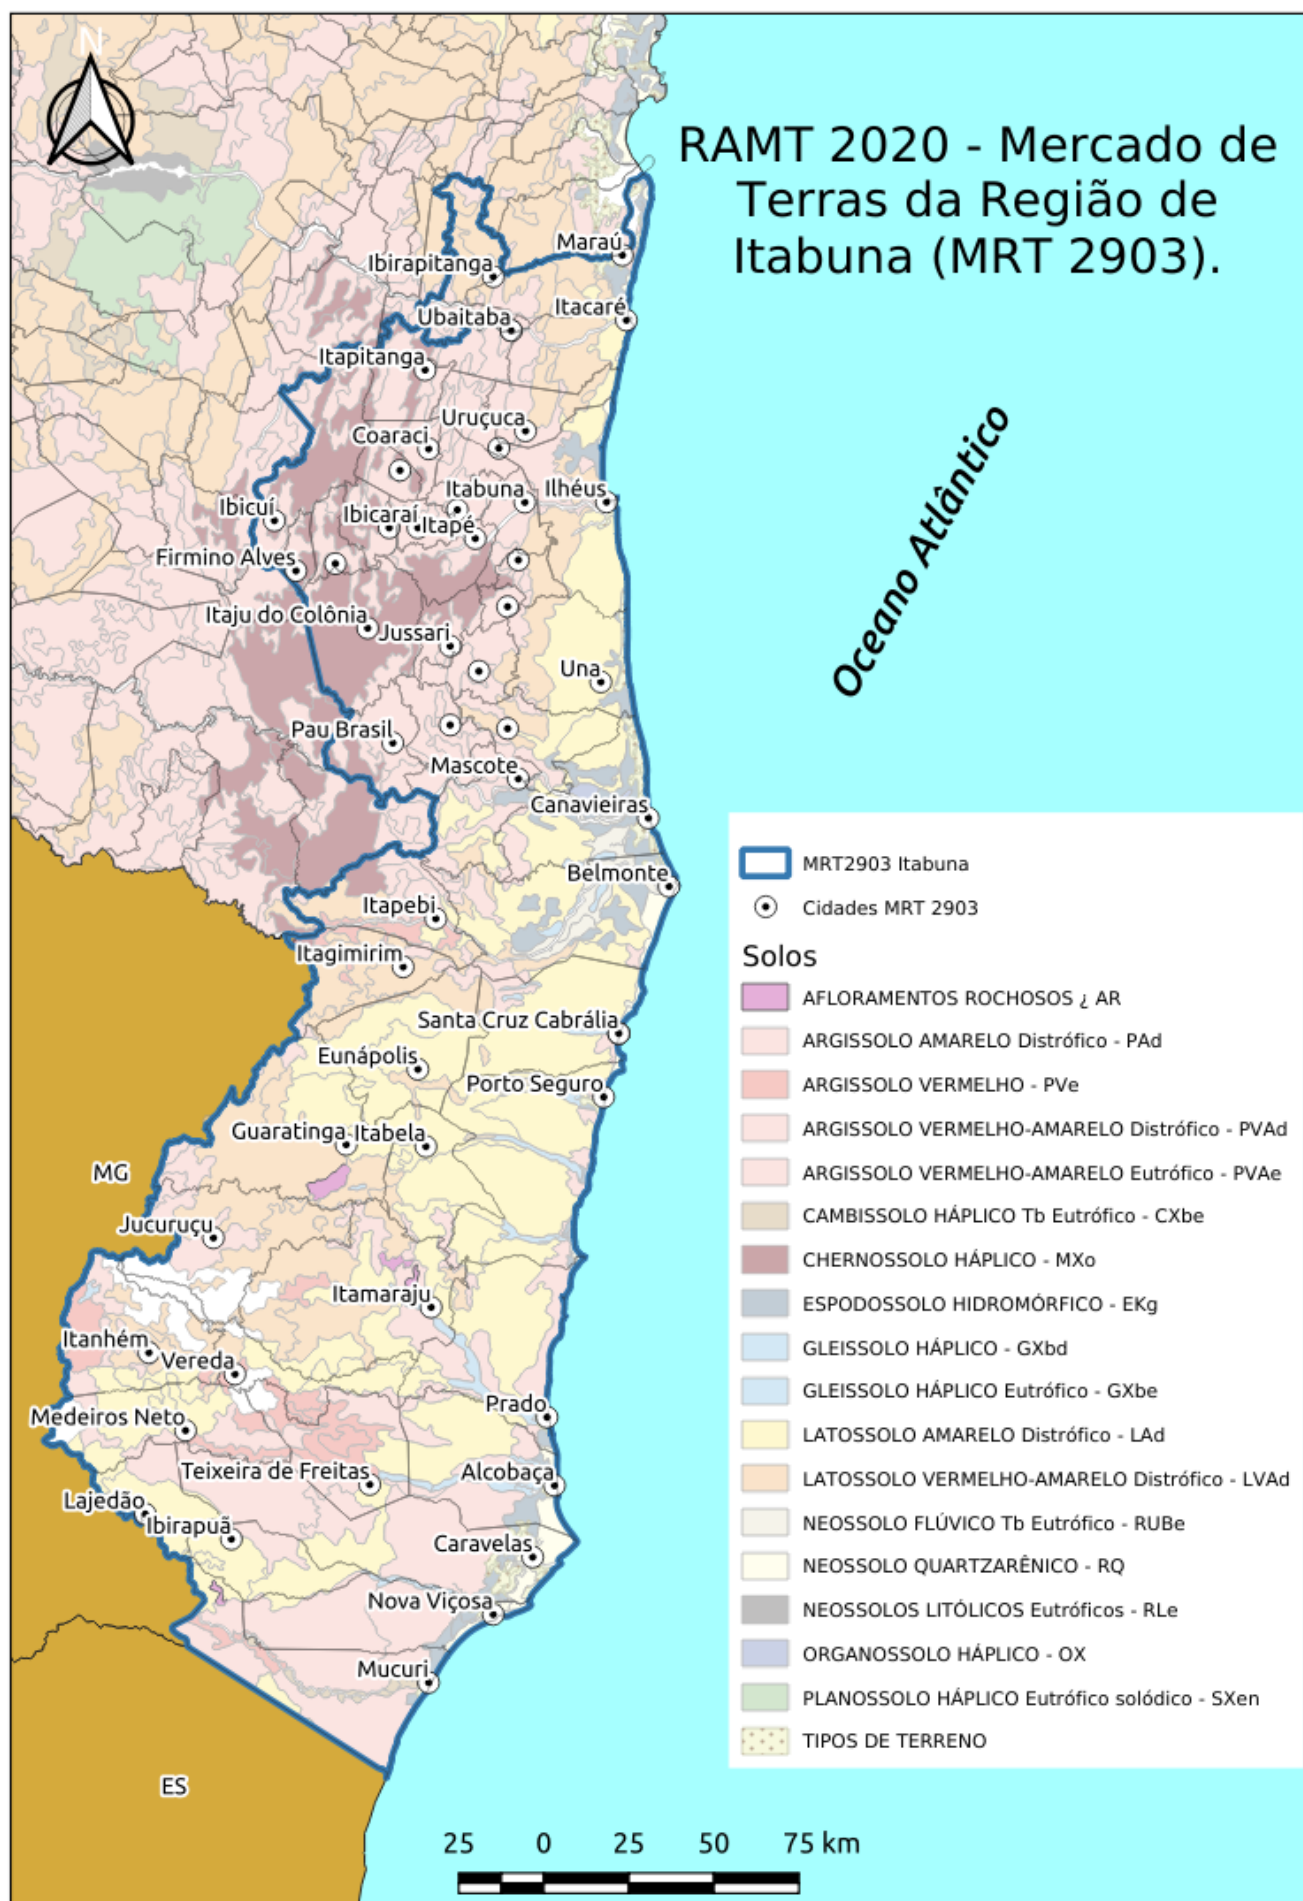 N
RAMT 2020 - Mercado de
Terras da Região de
Itabuna (MRT 2903).
Maraú
Ibirapitanga
Itacaré
Ubaitaba
Itapitanga
Uruçuca
Coaraci
Itabuna
Ilhéus
Ibicuí
Ibicaraí
Itapé
Firmino Alves
Itaju do Colônia
Jussari
Una
Pau Brasil
Mascote
Canavieiras
Belmonte
Itapebi
Itagimirim
Santa Cruz Cabrália
Eunápolis
Porto Seguro
Guaratinga
Itabela
MG
Jucuruçu
Itamaraju
Itanhém
Vereda
Prado
Medeiros Neto
Teixeira de Freitas
Alcobaça
Lajedão
Ibirapuã
Caravelas
Nova Viçosa
Mucuri
ES
Oceano Atlântico
MRT2903 Itabuna
Cidades MRT 2903
Solos
AFLORAMENTOS ROCHOSOS ¿ AR
ARGISSOLO AMARELO Distrófico - PAd
ARGISSOLO VERMELHO - PVe
ARGISSOLO VERMELHO-AMARELO Distrófico - PVAd
ARGISSOLO VERMELHO-AMARELO Eutrófico - PVAe
CAMBISSOLO HÁPLICO Tb Eutrófico - CXbe
CHERNOSSOLO HÁPLICO - MXo
ESPODOSSOLO HIDROMÓRFICO - EKg
GLEISSOLO HÁPLICO - GXbd
GLEISSOLO HÁPLICO Eutrófico - GXbe
LATOSSOLO AMARELO Distrófico - LAd
LATOSSOLO VERMELHO-AMARELO Distrófico - LVAd
NEOSSOLO FLÚVICO Tb Eutrófico - RUBe
NEOSSOLO QUARTZARÊNICO - RQ
NEOSSOLOS LITÓLICOS Eutróficos - RLe
ORGANOSSOLO HÁPLICO - OX
PLANOSSOLO HÁPLICO Eutrófico solódico - SXen
TIPOS DE TERRENO
25 0 25 50 75 km